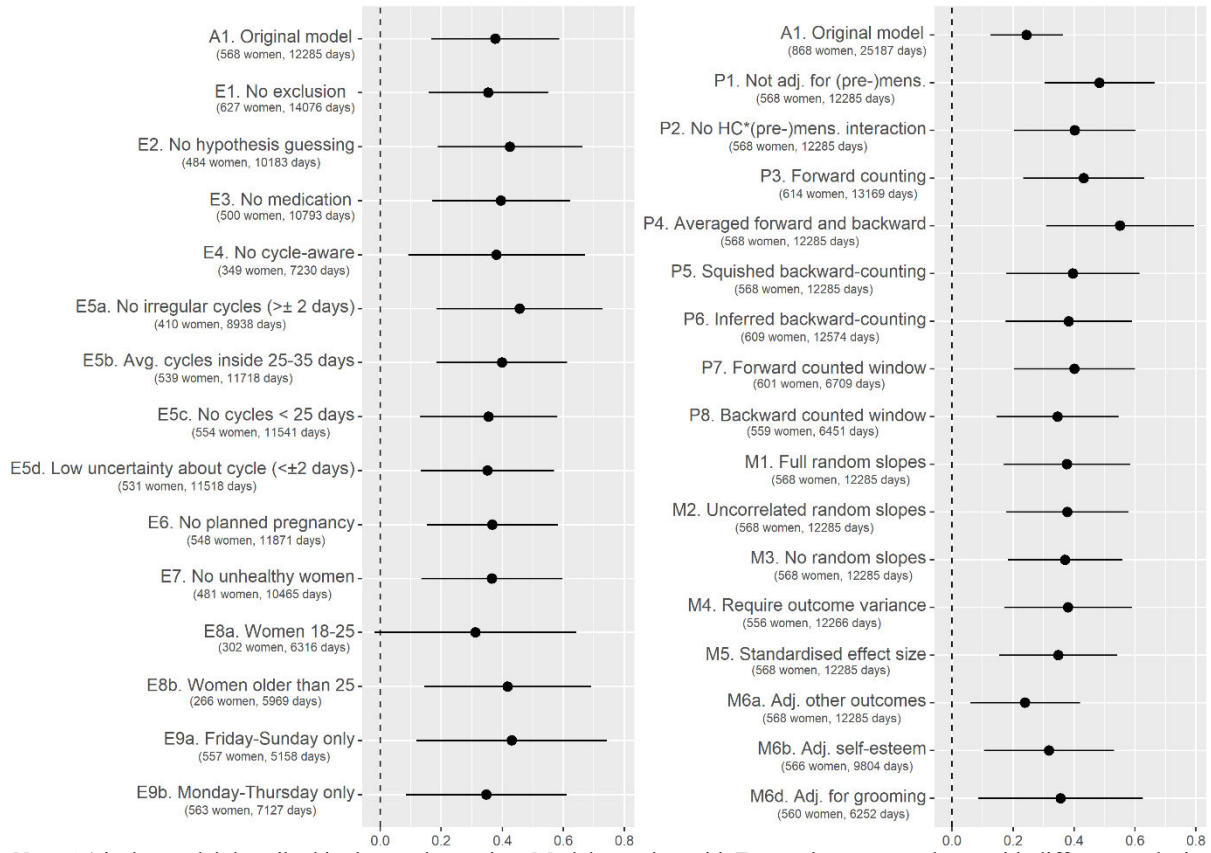 A1. Original model
(568 women, 12285 days)
E1. No exclusion
(627 women, 14076 days)
E2. No hypothesis guessing
(484 women, 10183 days)
E3. No medication
(500 women, 10793 days)
E4. No cycle-aware
(349 women, 7230 days)
E5a. No irregular cycles (>± 2 days)
(410 women, 8938 days)
E5b. Avg. cycles inside 25-35 days
(539 women, 11718 days)
E5c. No cycles < 25 days
(554 women, 11541 days)
E5d. Low uncertainty about cycle (<±2 days)
(531 women, 11518 days)
E6. No planned pregnancy
(548 women, 11871 days)
E7. No unhealthy women
(481 women, 10465 days)
E8a. Women 18-25
(302 women, 6316 days)
E8b. Women older than 25
(266 women, 5969 days)
E9a. Friday-Sunday only
(557 women, 5158 days)
E9b. Monday-Thursday only
(563 women, 7127 days)
0.0 0.2 0.4 0.6 0.8
A1. Original model
(868 women, 25187 days)
P1. Not adj. for (pre-)mens.
(568 women, 12285 days)
P2. No HC*(pre-)mens. interaction
(568 women, 12285 days)
P3. Forward counting
(614 women, 13169 days)
P4. Averaged forward and backward
(568 women, 12285 days)
P5. Squished backward-counting
(568 women, 12285 days)
P6. Inferred backward-counting
(609 women, 12574 days)
P7. Forward counted window
(601 women, 6709 days)
P8. Backward counted window
(559 women, 6451 days)
M1. Full random slopes
(568 women, 12285 days)
M2. Uncorrelated random slopes
(568 women, 12285 days)
M3. No random slopes
(568 women, 12285 days)
M4. Require outcome variance
(556 women, 12266 days)
M5. Standardised effect size
(568 women, 12285 days)
M6a. Adj. other outcomes
(568 women, 12285 days)
M6b. Adj. self-esteem
(566 women, 9804 days)
M6d. Adj. for grooming
(560 women, 6252 days)
0.0 0.2 0.4 0.6 0.8